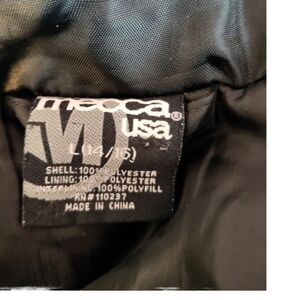 mecca®
usa
L(14/16)
SHELL:100% POLYESTER
LINING:100% POLYESTER
INTERLINING:100% POLYFILL
RN#110237
MADE IN CHINA